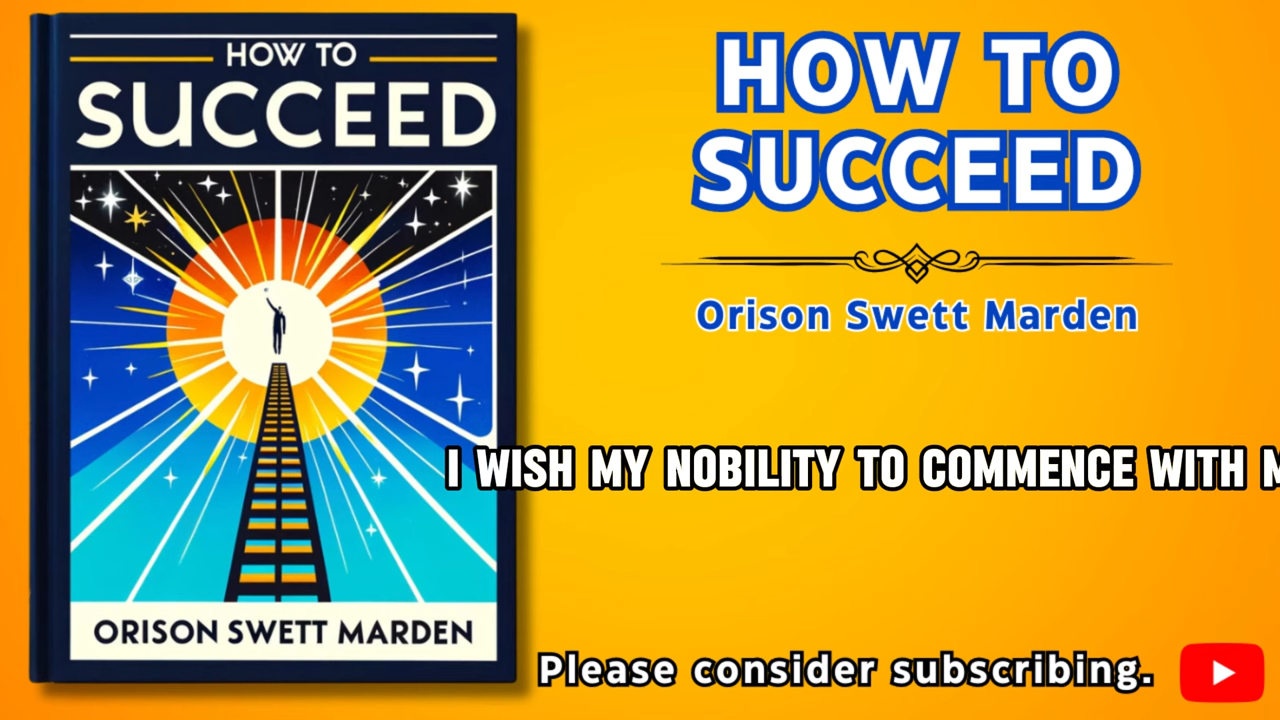 HOW TO
SUCCEED
ORISON SWETT MARDEN
HOW TO
SUCCEED
Orison Swett Marden
I WISH MY NOBILITY TO COMMENCE WITH
Please consider subscribing.